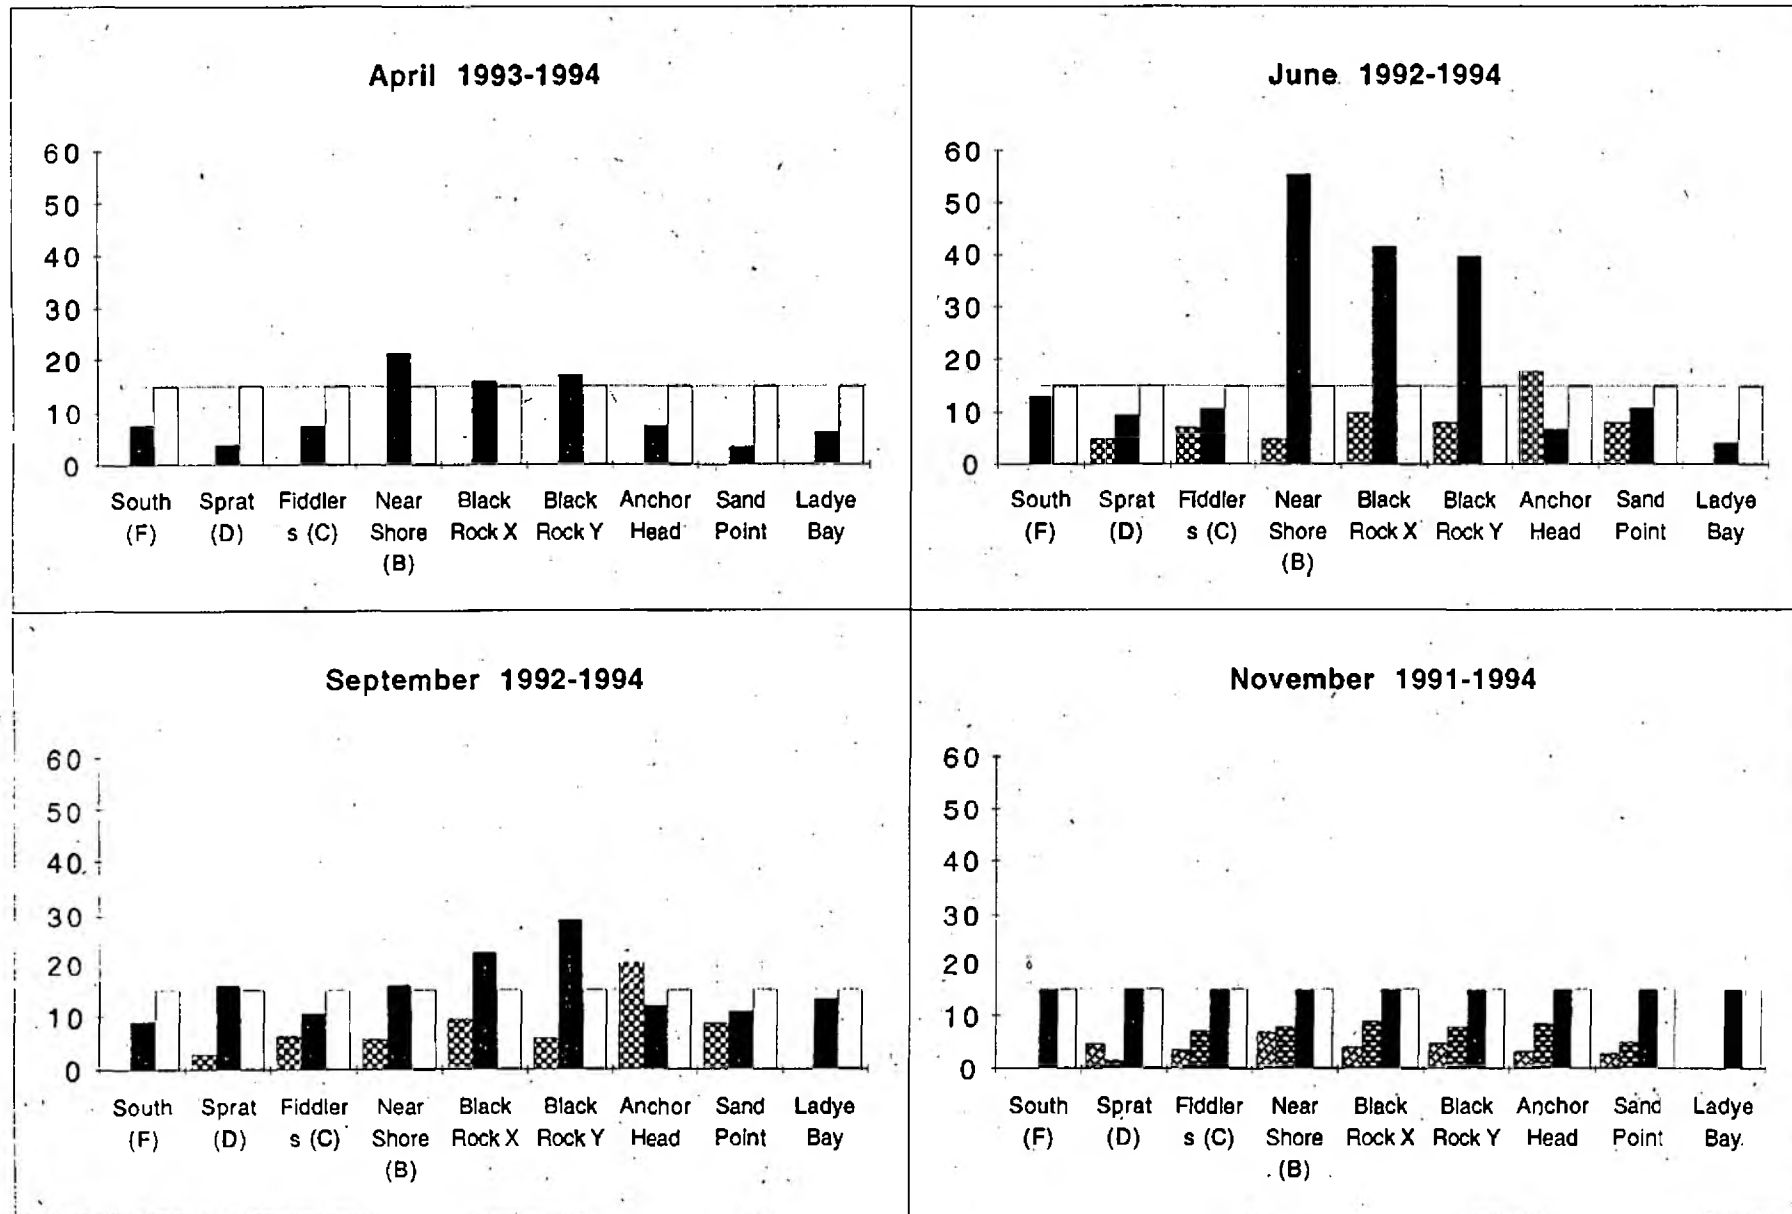 April 1993-1994
60
50
40
30
20
10
0
South (F)
Sprat (D)
Fiddler s (C)
Near Shore (B)
Black Rock X
Black Rock Y
Anchor Head
Sand Point
Ladye Bay
June 1992-1994
60
50
40
30
20
10
0
South (F)
Sprat (D)
Fiddler s (C)
Near Shore (B)
Black Rock X
Black Rock Y
Anchor Head
Sand Point
Ladye Bay
September 1992-1994
60
50
40
30
20
10
0
South (F)
Sprat (D)
Fiddler s (C)
Near Shore (B)
Black Rock X
Black Rock Y
Anchor Head
Sand Point
Ladye Bay
November 1991-1994
60
50
40
30
20
10
0
South (F)
Sprat (D)
Fiddler s (C)
Near Shore (B)
Black Rock X
Black Rock Y
Anchor Head
Sand Point
Ladye Bay